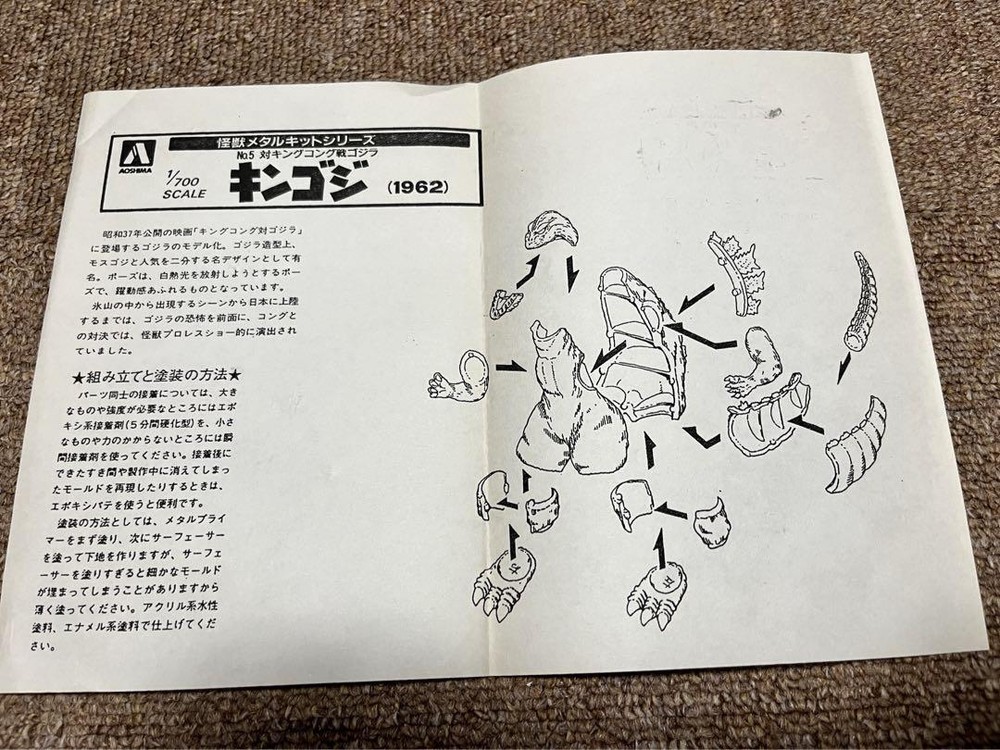 怪獣メタルキットシリーズ
AOSHIMA
1/700
SCALE
No.5 対キングコング戦ゴジラ
キンゴジ (1962)
昭和37年公開の映画「キングコング対ゴジラ」
に登場するゴジラのモデル化。ゴジラ造型上、
モスゴジと人気を二分する名デザインとして有
名。ポーズは、白熱光を放射しようとするポー
ズで、躍動感あふれるものとなっています。
氷山の中から出現するシーンから日本に上陸
するまでは、ゴジラの恐怖を前面に、コングと
の対決では、怪獣プロレスショー的に演出され
ていました。
★組み立てと塗装の方法★
パーツ同士の接着については、大き
なものや強度が必要なところにはエポ
キシ系接着剤(5分間硬化型)を、小さ
なものや力のかからないところには瞬
間接着剤を使ってください。接着後に
できたすき間や製作中に消えてしまっ
たモールドを再現したりするときは、
エポキシパテを使うと便利です。
塗装の方法としては、メタルプライ
マーをまず塗り、次にサーフェーサー
を塗って下地を作りますが、サーフェ
ーサーを塗りすぎると細かなモールド
が埋まってしまうことがありますから
薄く塗ってください。アクリル系水性
塗料、エナメル系塗料で仕上げてくだ
さい。